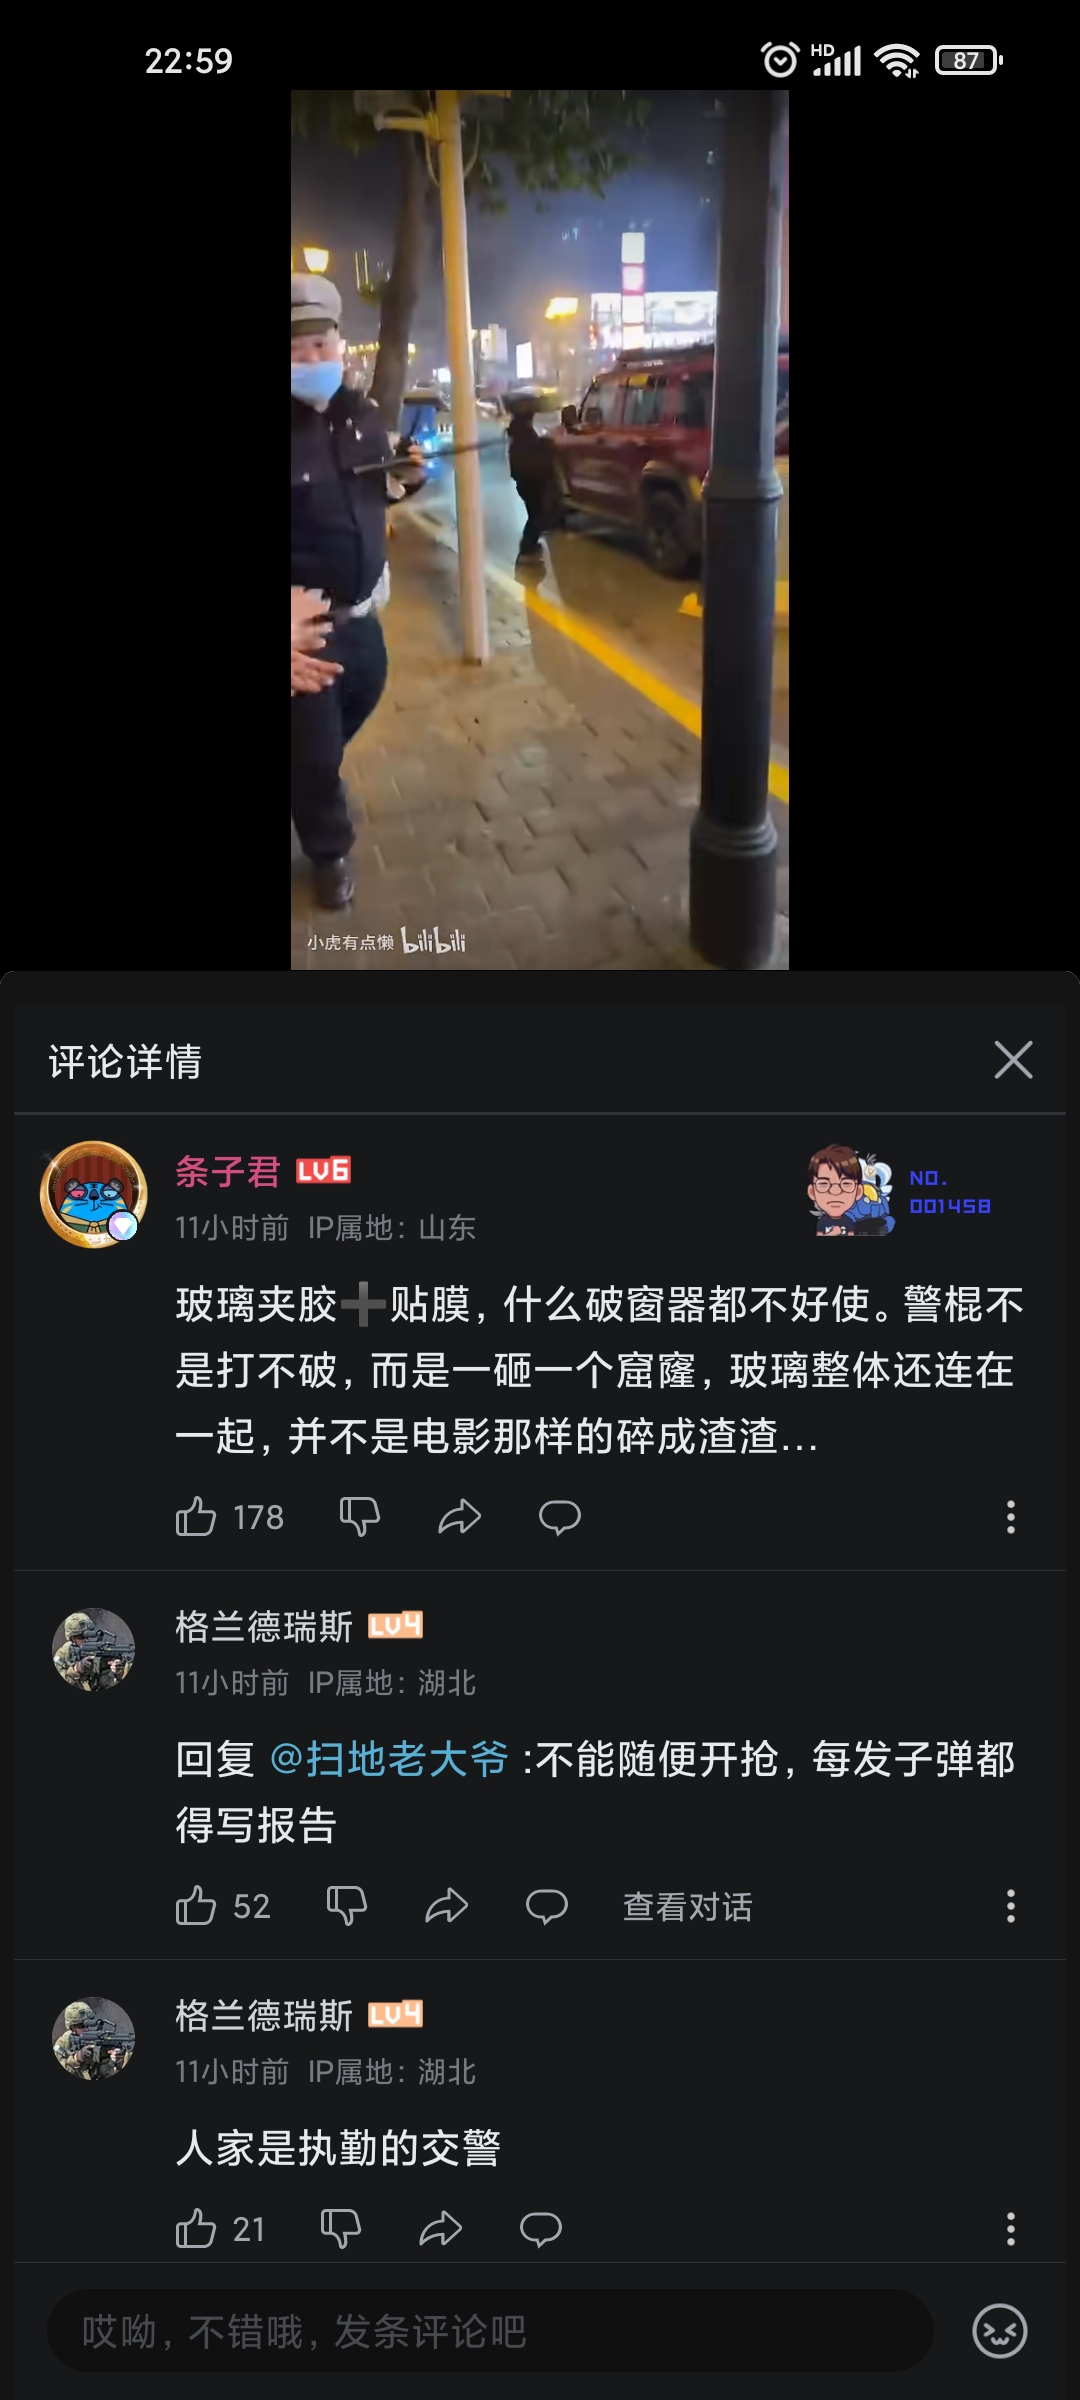 22:59
HD
87
小虎有点懒 bilibili
评论详情
条子君 LV6
11小时前 IP属地：山东
NO.
001458
玻璃夹胶➕贴膜，什么破窗器都不好使。警棍不
是打不破，而是一砸一个窟窿，玻璃整体还连在
一起，并不是电影那样的碎成渣渣...
178
格兰德瑞斯 LV4
11小时前 IP属地：湖北
回复 @扫地老大爷 :不能随便开抢，每发子弹都
得写报告
52 查看对话
格兰德瑞斯 LV4
11小时前 IP属地：湖北
人家是执勤的交警
21
哎呦，不错哦，发条评论吧